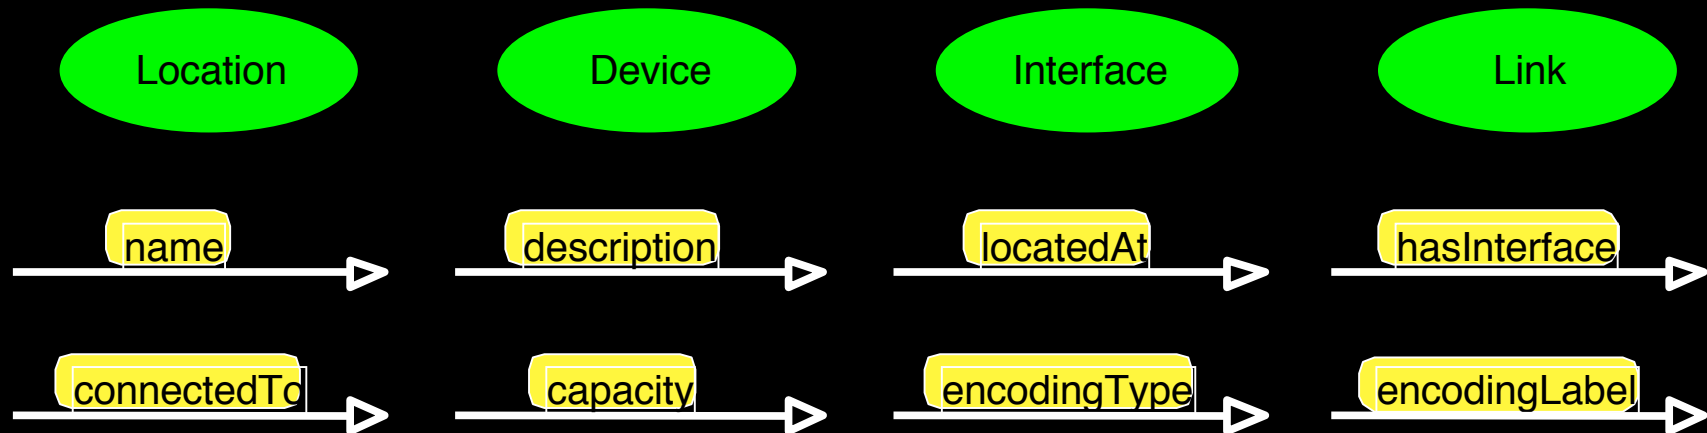 Location Device Interface Link
name description locatedAt hasInterface
connectedTo capacity encodingType encodingLabel